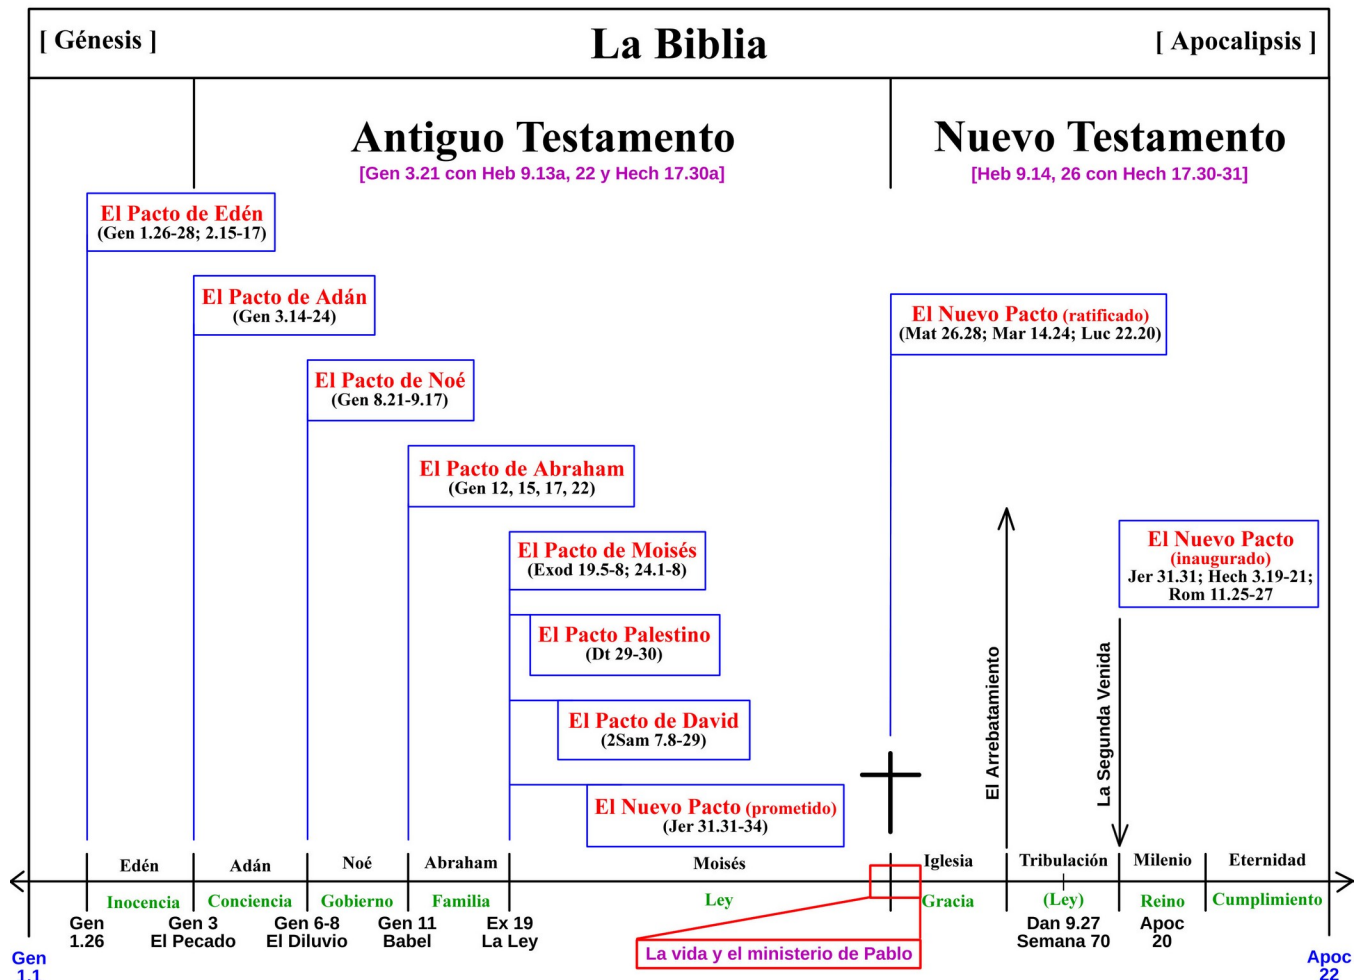 [ Génesis ]
La Biblia
[ Apocalipsis ]
Antiguo Testamento
[Gen 3.21 con Heb 9.13a, 22 y Hech 17.30a]
Nuevo Testamento
[Heb 9.14, 26 con Hech 17.30-31]
El Pacto de Edén
(Gen 1.26-28; 2.15-17)
El Pacto de Adán
(Gen 3.14-24)
El Pacto de Noé
(Gen 8.21-9.17)
El Pacto de Abraham
(Gen 12, 15, 17, 22)
El Pacto de Moisés
(Exod 19.5-8; 24.1-8)
El Pacto Palestino
(Dt 29-30)
El Pacto de David
(2Sam 7.8-29)
El Nuevo Pacto (prometido)
(Jer 31.31-34)
El Nuevo Pacto (ratificado)
(Mat 26.28; Mar 14.24; Luc 22.20)
El Nuevo Pacto
(inaugurado)
Jer 31.31; Hech 3.19-21;
Rom 11.25-27
El Arrebatamiento
La Segunda Venida
Edén
Adán
Noé
Abraham
Moisés
Iglesia
Tribulación
Milenio
Eternidad
Inocencia
Conciencia
Gobierno
Familia
Ley
Gracia
(Ley)
Reino
Cumplimiento
Gen
1.26
Gen 3
El Pecado
Gen 6-8
El Diluvio
Gen 11
Babel
Ex 19
La Ley
Dan 9.27
Semana 70
Apoc
20
La vida y el ministerio de Pablo
Gen
1.1
Apoc
22